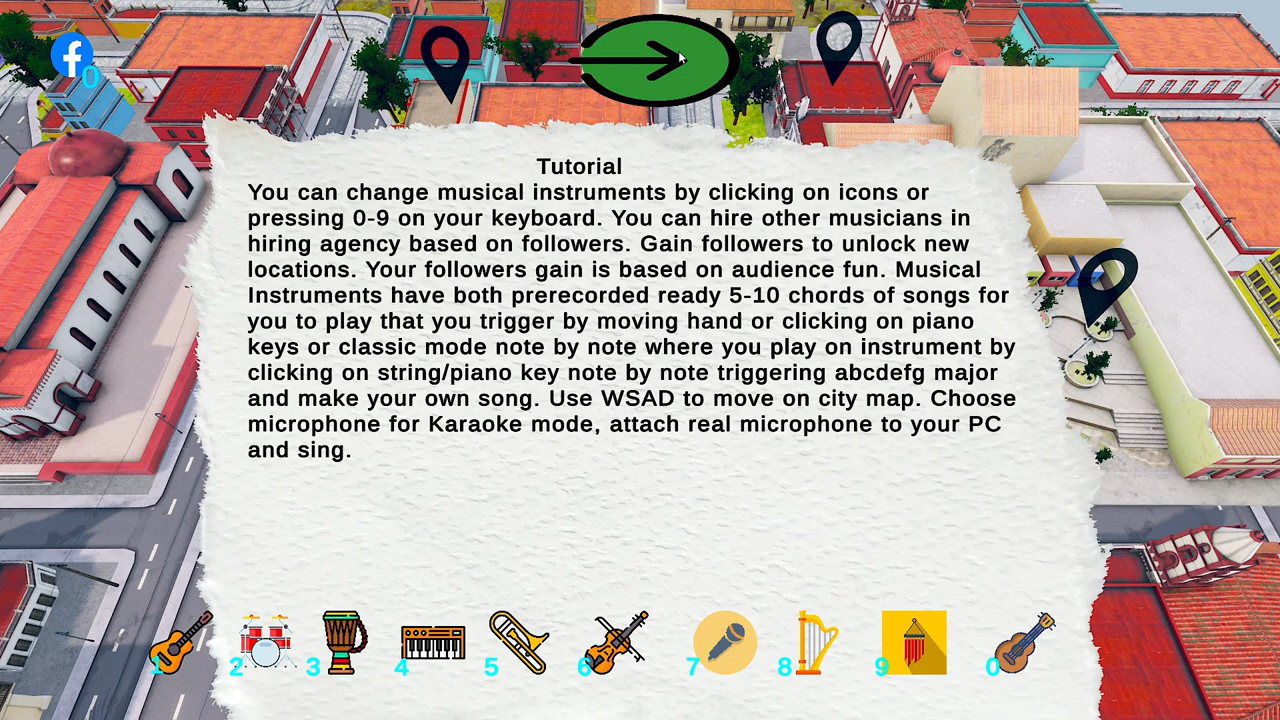 0
Tutorial
You can change musical instruments by clicking on icons or
pressing 0-9 on your keyboard. You can hire other musicians in
hiring agency based on followers. Gain followers to unlock new
locations. Your followers gain is based on audience fun. Musical
Instruments have both prerecorded ready 5-10 chords of songs for
you to play that you trigger by moving hand or clicking on piano
keys or classic mode note by note where you play on instrument by
clicking on string/piano key note by note triggering abcdefg major
and make your own song. Use WSAD to move on city map. Choose
microphone for Karaoke mode, attach real microphone to your PC
and sing.
1 2 3 4 5 6 7 8 9 0